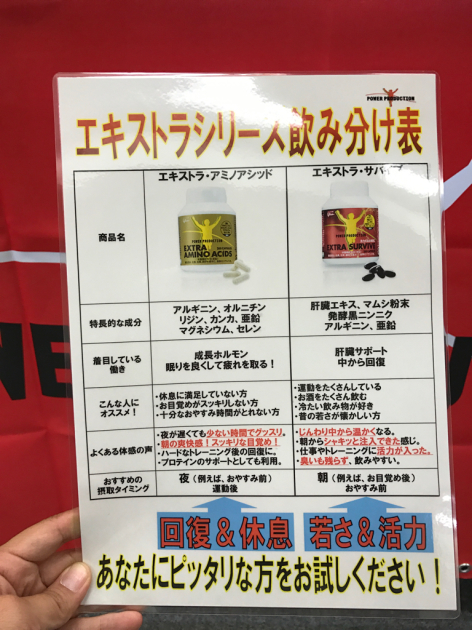 POWER PRODUCTION
エキストラシリーズ飲み分け表
商品名
エキストラ・アミノアシッド
POWER PRODUCTION
EXTRA
AMINO ACIDS
エキストラ・サバイブ
POWER PRODUCTION
EXTRA SURVIVE
特長的な成分
アルギニン、オルニチン
リジン、カンカ、亜鉛
マグネシウム、セレン
肝臓エキス、マムシ粉末
発酵黒ニンニク
アルギニン、亜鉛
着目している
働き
成長ホルモン
眠りを良くして疲れを取る！
肝臓サポート
中から回復
こんな人に
オススメ！
・休息に満足していない方
・お目覚めがスッキリしない方
・十分なおやすみ時間がとれない方
・運動をたくさんしている
・お酒をたくさん飲む
・冷たい飲み物が好き
・昔の若さが懐かしい方
よくある体感の声
・夜が遅くても少ない時間でグッスリ。
・朝の爽快感！スッキリな目覚め！
・ハードなトレーニング後の回復に。
・プロテインのサポートとしても利用。
・じんわり中から温かくなる。
・朝からシャキッと注入できた感じ。
・仕事やトレーニングに活力が入った。
・臭いも残らず、飲みやすい。
おすすめの
摂取タイミング
夜（例えば、おやすみ前）
運動後
朝（例えば、お目覚め後）
おやすみ前
回復＆休息
若さ＆活力
あなたにピッタリな方をお試しください！